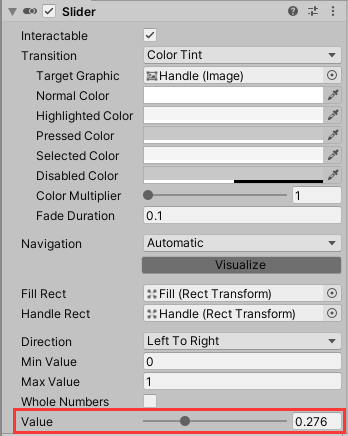 Slider
Interactable
Transition Color Tint
Target Graphic Handle (Image)
Normal Color
Highlighted Color
Pressed Color
Selected Color
Disabled Color
Color Multiplier 1
Fade Duration 0.1
Navigation Automatic
Visualize
Fill Rect Fill (Rect Transform)
Handle Rect Handle (Rect Transform)
Direction Left To Right
Min Value 0
Max Value 1
Whole Numbers
Value 0.276